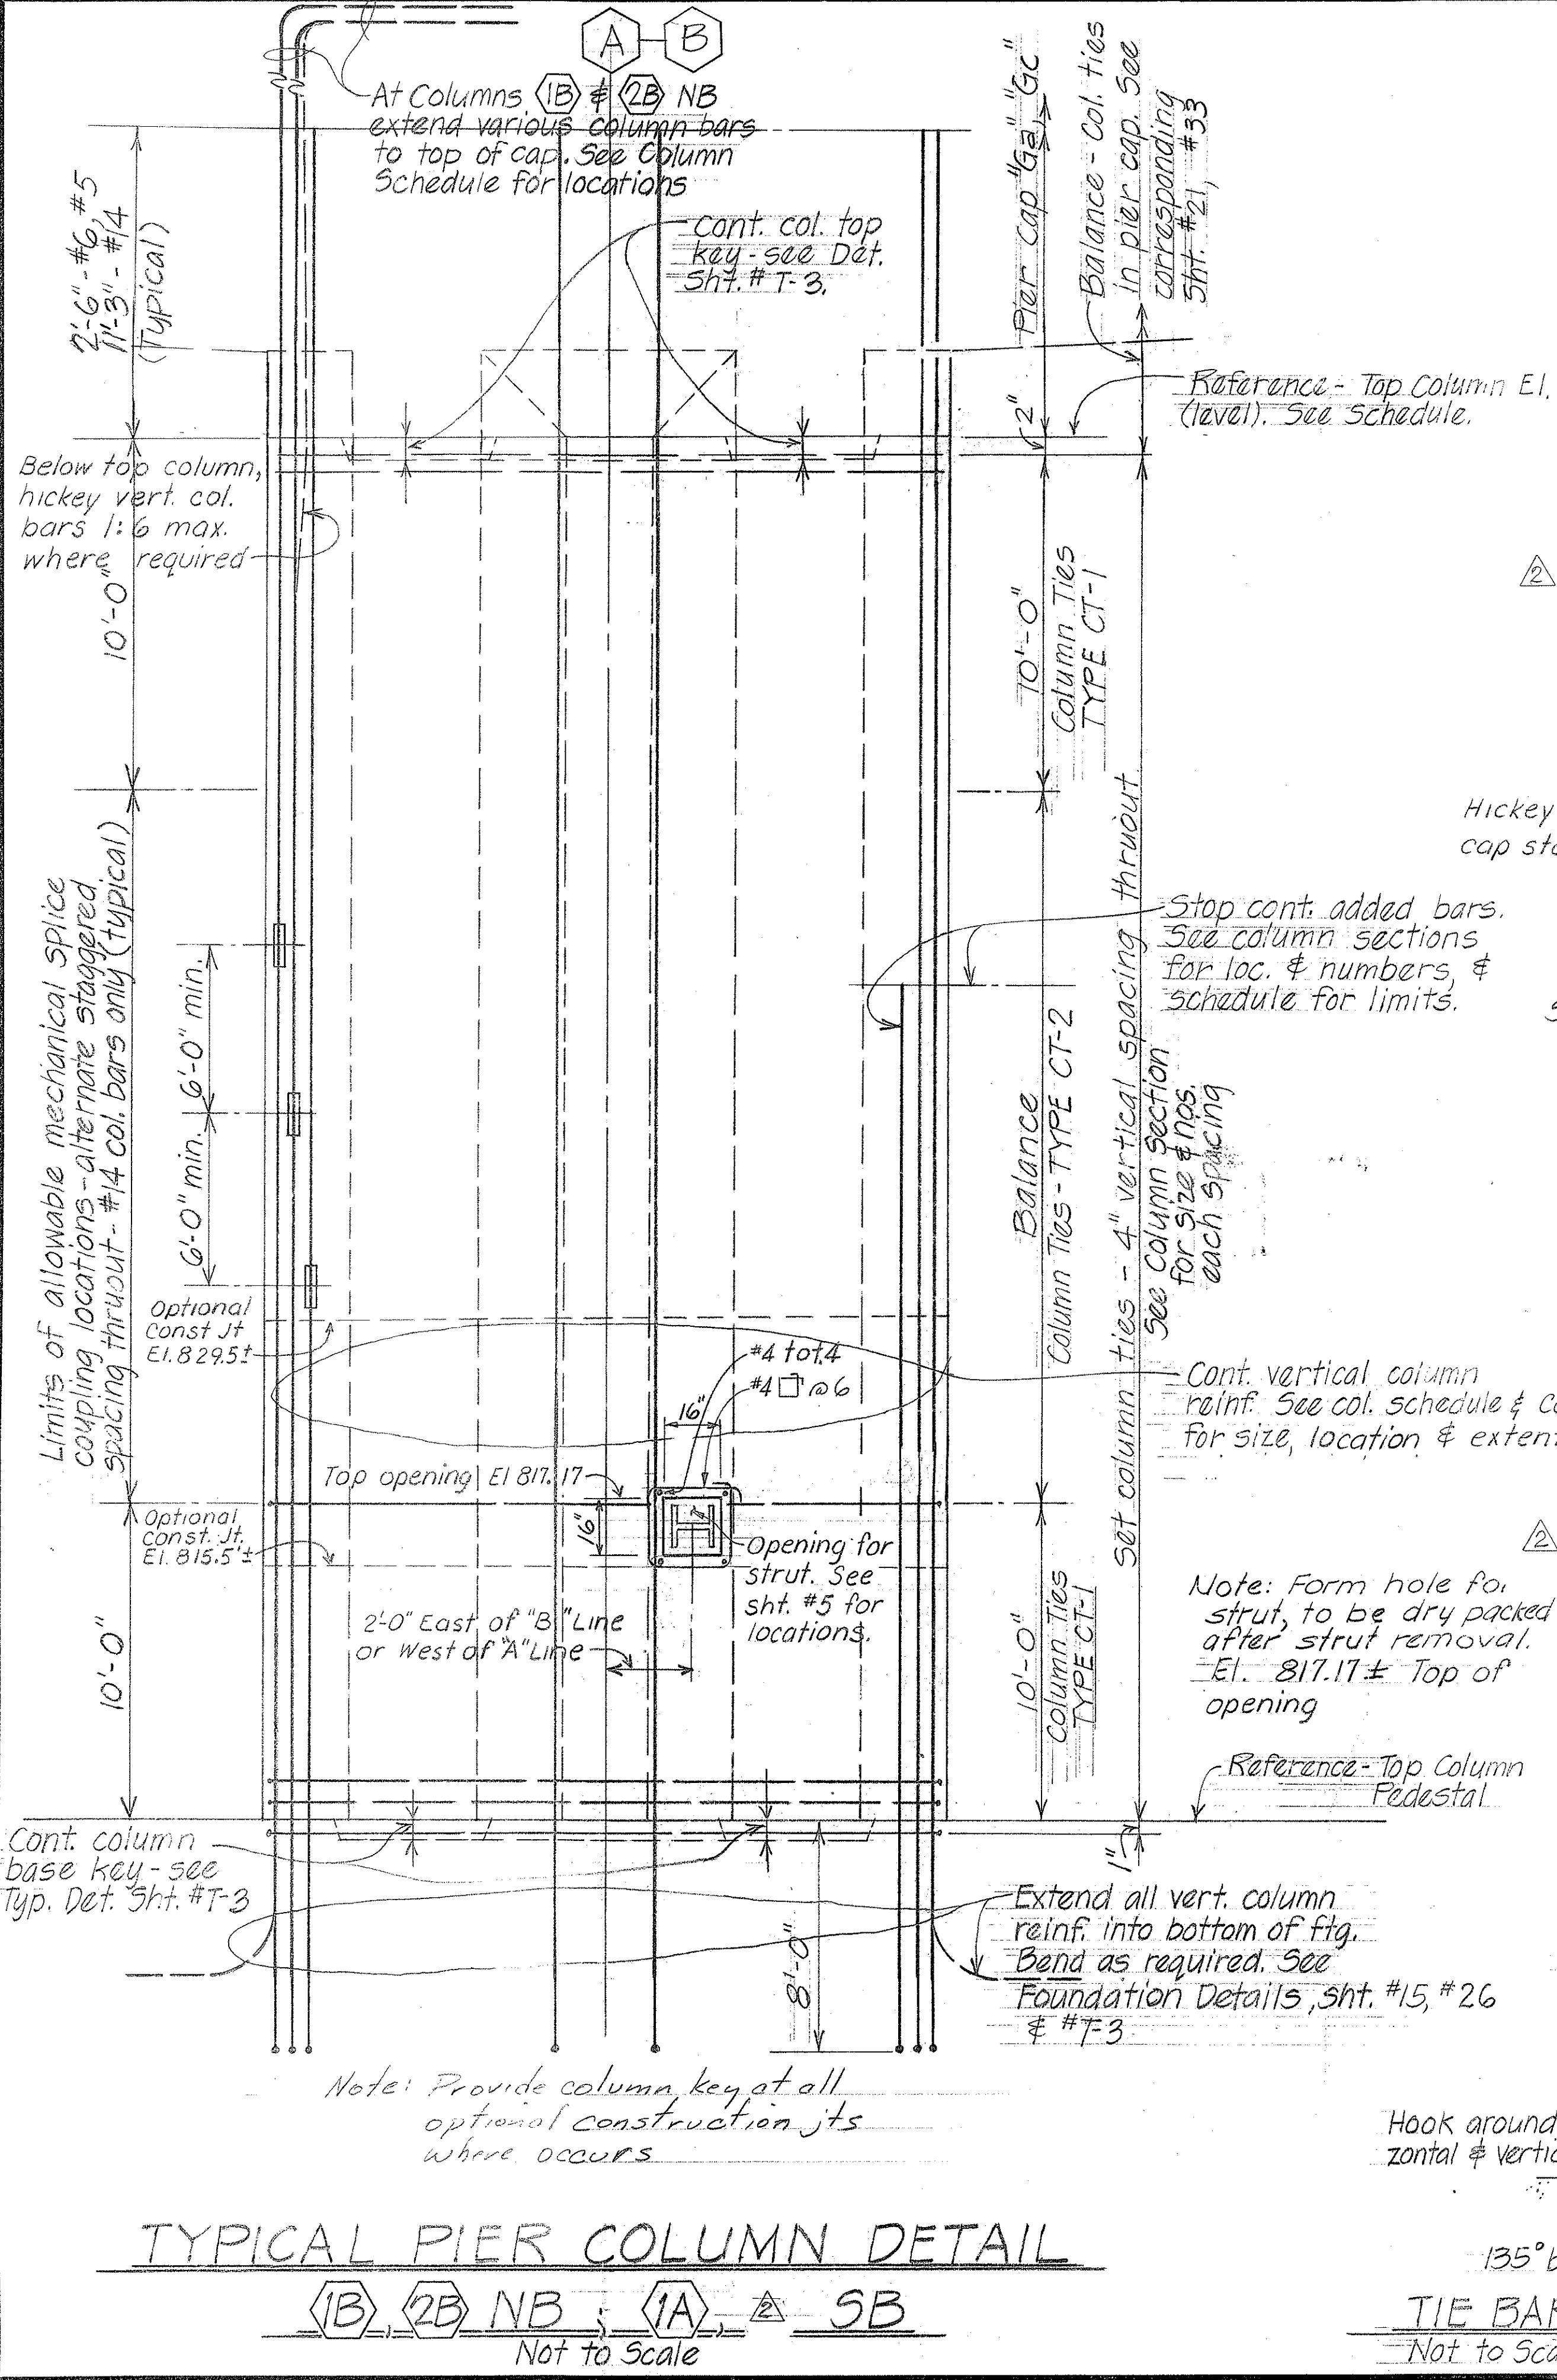 A B
At Columns 1B & 2B NB
extend various column bars
to top of cap. See Column
Schedule for locations
2'-6"-#6, #5
11'-3"-#14
(Typical)
Cont. col. top
key-see Det.
Sht. # T-3.
Pier Cap "Ga" "Gc"
Balance-Col. ties
in pier cap. See
corresponding
Sht. #21, #33
Reference - Top Column El.
(level). See Schedule.
2"
Below top column,
hickey vert. col.
bars 1:6 max.
where required
10'-0"
10'-0"
Column Ties
TYPE CT-1
2
Hickey
cap
Limits of allowable mechanical splice
coupling locations-alternate staggered
spacing thruout - #14 col. bars only (typical)
6'-0" min.
6'-0" min.
Stop cont. added bars.
See column sections
for loc. & numbers, &
schedule for limits.
Balance
Column Ties-TYPE CT-2
Set column ties - 4" vertical spacing thruout
See Column Section
for size & nos.
each spacing
Optional
Const Jt
El. 829.5±
#4 tot.4
#4 @6
16"
Cont. vertical column
reinf. See col. schedule &
for size, location &
Top opening El 817.17
Optional
Const. Jt.
El. 815.5'±
16"
Opening for
strut. See
sht. #5 for
locations.
2'-0" East of "B" Line
or West of "A" Line
10'-0"
10'-0"
Column Ties
TYPE CT-1
2
Note: Form hole for
strut, to be dry packed
after strut removal.
El. 817.17± Top of
opening
Reference-Top Column
Pedestal
1"
Cont. column
base key-see
Typ. Det. Sht. #T-3
8'-0"
Extend all vert. column
reinf. into bottom of ftg.
Bend as required. See
Foundation Details, Sht. #15, #26
& #T-3
Note: Provide column key at all
optional construction jts
where occurs
Hook around
zontal &
135°
TYPICAL PIER COLUMN DETAIL
1B, 2B NB ; 1A, 2 SB
Not to Scale
TIE
Not to